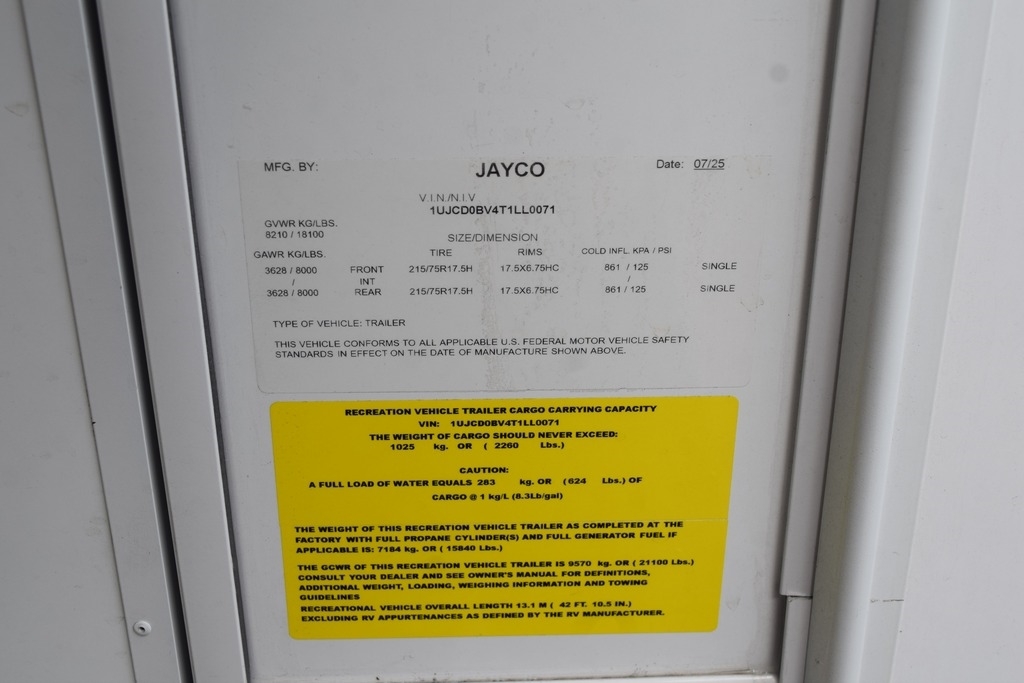 MFG. BY: JAYCO Date: 07/25
V.I.N./N.I.V
1UJCD0BV4T1LL0071
GVWR KG/LBS.
8210 / 18100
SIZE/DIMENSION
GAWR KG/LBS. TIRE RIMS COLD INFL. KPA / PSI
3628 / 8000 FRONT 215/75R17.5H 17.5X6.75HC 861 / 125 SINGLE
/ INT /
3628 / 8000 REAR 215/75R17.5H 17.5X6.75HC 861 / 125 SINGLE
TYPE OF VEHICLE: TRAILER
THIS VEHICLE CONFORMS TO ALL APPLICABLE U.S. FEDERAL MOTOR VEHICLE SAFETY
STANDARDS IN EFFECT ON THE DATE OF MANUFACTURE SHOWN ABOVE.
RECREATION VEHICLE TRAILER CARGO CARRYING CAPACITY
VIN: 1UJCD0BV4T1LL0071
THE WEIGHT OF CARGO SHOULD NEVER EXCEED:
1025 kg. OR ( 2260 Lbs.)
CAUTION:
A FULL LOAD OF WATER EQUALS 283 kg. OR (624 Lbs.) OF
CARGO @ 1 kg/L (8.3Lb/gal)
THE WEIGHT OF THIS RECREATION VEHICLE TRAILER AS COMPLETED AT THE
FACTORY WITH FULL PROPANE CYLINDER(S) AND FULL GENERATOR FUEL IF
APPLICABLE IS: 7184 kg. OR ( 15840 Lbs.)
THE GCWR OF THIS RECREATION VEHICLE TRAILER IS 9570 kg. OR ( 21100 Lbs.)
CONSULT YOUR DEALER AND SEE OWNER'S MANUAL FOR DEFINITIONS,
ADDITIONAL WEIGHT, LOADING, WEIGHING INFORMATION AND TOWING
GUIDELINES
RECREATIONAL VEHICLE OVERALL LENGTH 13.1 M ( 42 FT. 10.5 IN.)
EXCLUDING RV APPURTENANCES AS DEFINED BY THE RV MANUFACTURER.